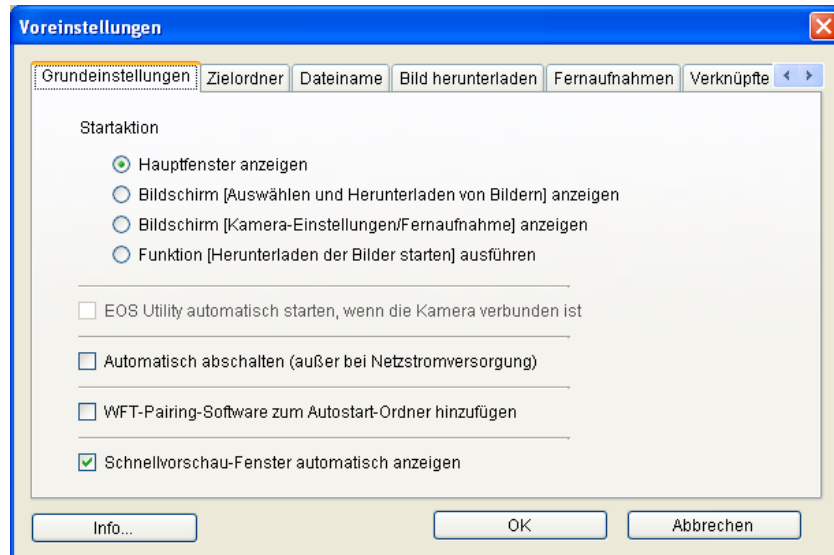 Voreinstellungen
Grundeinstellungen Zielordner Dateiname Bild herunterladen Fernaufnahmen Verknüpfte
Startaktion
Hauptfenster anzeigen
Bildschirm [Auswählen und Herunterladen von Bildern] anzeigen
Bildschirm [Kamera-Einstellungen/Fernaufnahme] anzeigen
Funktion [Herunterladen der Bilder starten] ausführen
EOS Utility automatisch starten, wenn die Kamera verbunden ist
Automatisch abschalten (außer bei Netzstromversorgung)
WFT-Pairing-Software zum Autostart-Ordner hinzufügen
Schnellvorschau-Fenster automatisch anzeigen
Info... OK Abbrechen